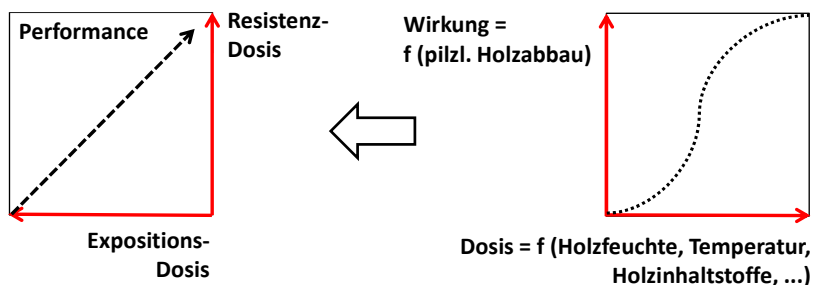 Performance
Resistenz-
Dosis
Expositions-
Dosis
Wirkung =
f (pilzl. Holzabbau)
Dosis = f (Holzfeuchte, Temperatur,
Holzinhaltstoffe, ...)